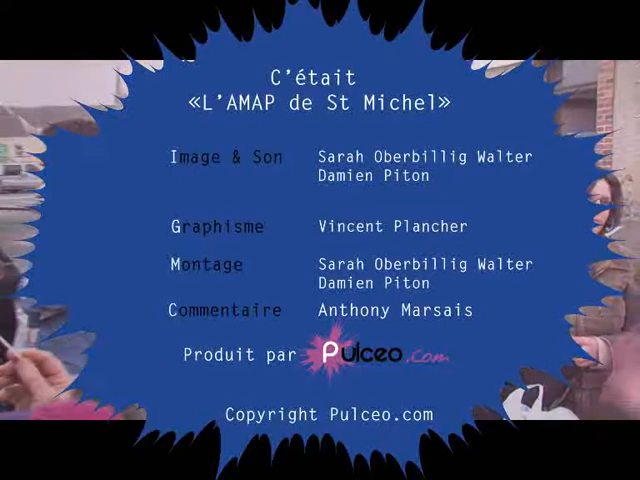 C'était
«L'AMAP de St Michel»
Image & Son Sarah Oberbillig Walter
Damien Piton
Graphisme Vincent Plancher
Montage Sarah Oberbillig Walter
Damien Piton
Commentaire Anthony Marsais
Produit par Pulceo.com
Copyright Pulceo.com